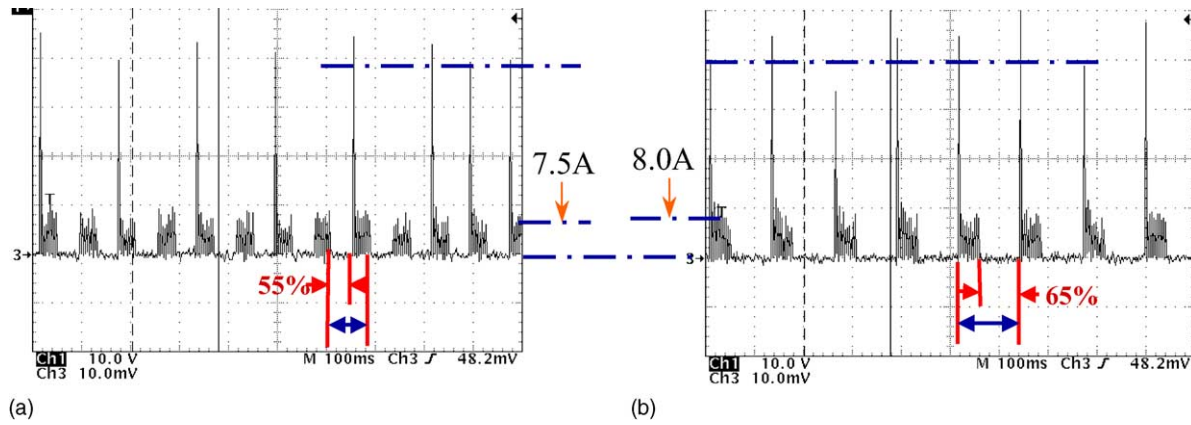 T
3
55%
Ch1 10.0 V M 100ms Ch3 ƒ 48.2mV
Ch3 10.0mV
(a)
7.5A 8.0A
T
3
65%
Ch1 10.0 V M 100ms Ch3 ƒ 48.2mV
Ch3 10.0mV
(b)